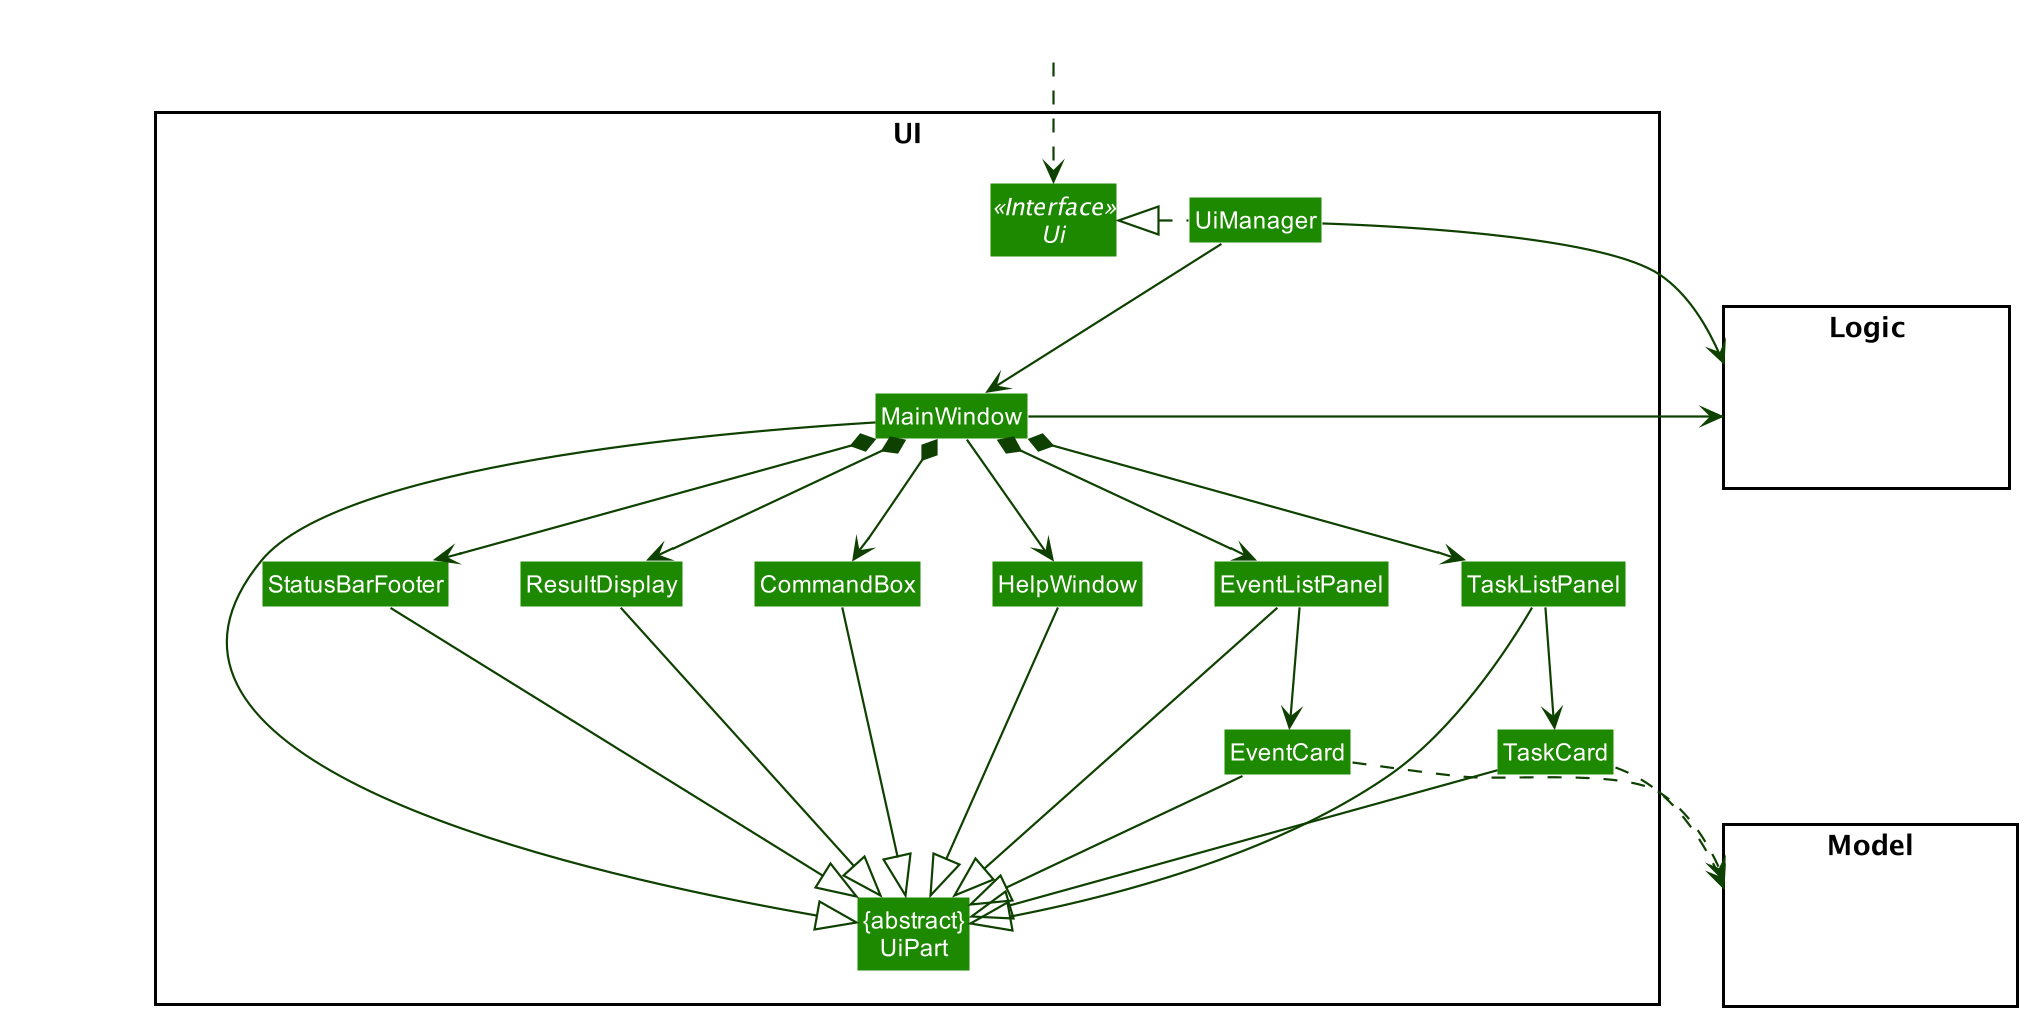 UI
«Interface»
Ui
UiManager
Logic
MainWindow
StatusBarFooter
ResultDisplay
CommandBox
HelpWindow
EventListPanel
TaskListPanel
EventCard
TaskCard
Model
{abstract}
UiPart